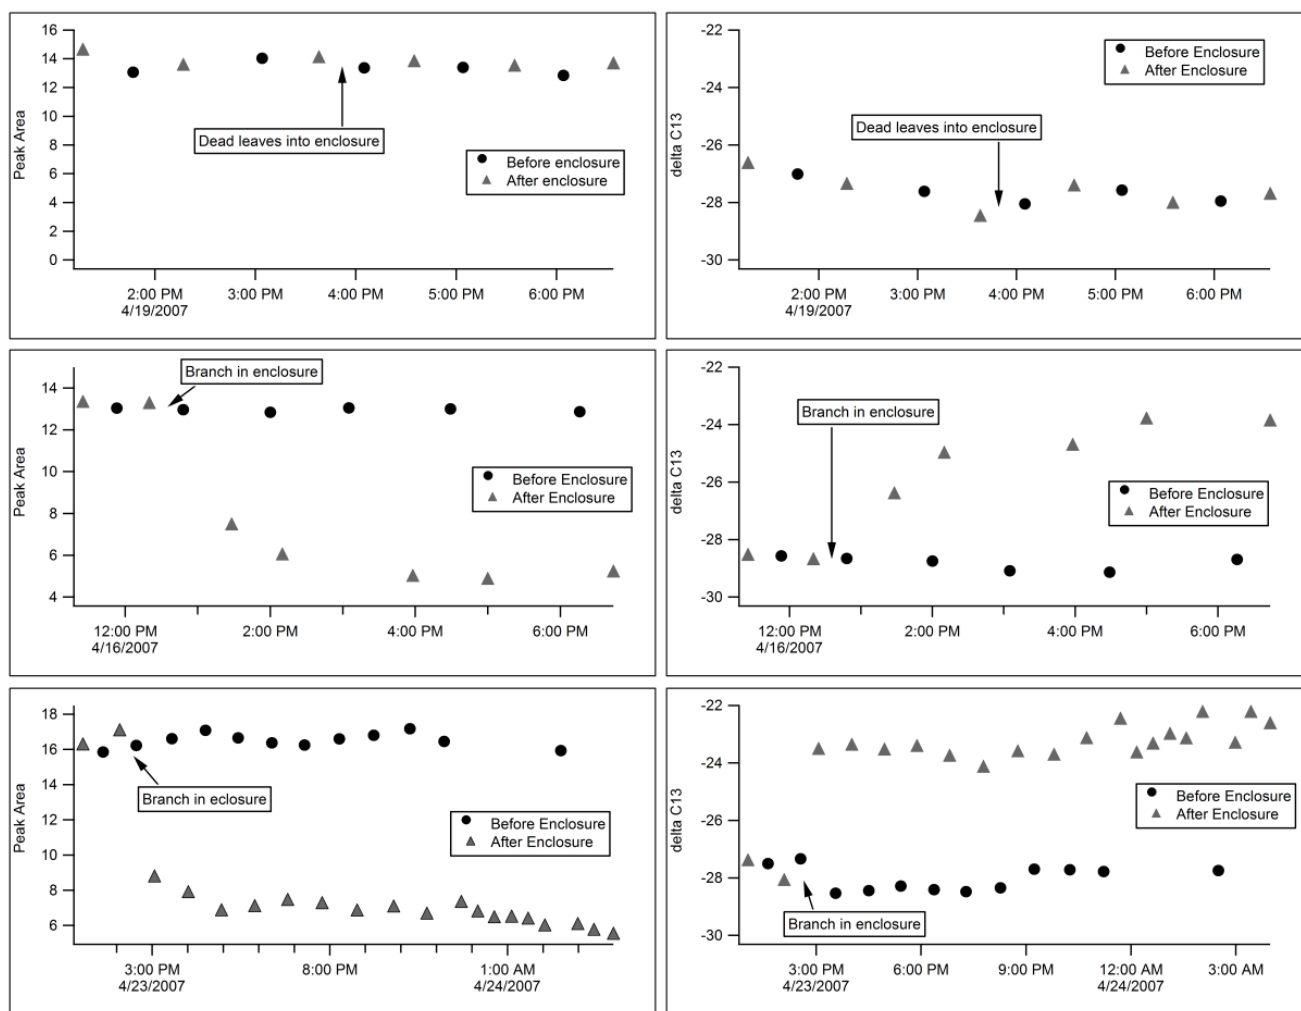 16
14
12
10
8
6
4
2
0
Peak Area
Dead leaves into enclosure
Before enclosure
After enclosure
2:00 PM 3:00 PM 4:00 PM 5:00 PM 6:00 PM
4/19/2007
-22
-24
-26
-28
-30
delta C13
Before Enclosure
After Enclosure
Dead leaves into enclosure
2:00 PM 3:00 PM 4:00 PM 5:00 PM 6:00 PM
4/19/2007
14
12
10
8
6
4
Peak Area
Branch in enclosure
Before Enclosure
After Enclosure
12:00 PM 2:00 PM 4:00 PM 6:00 PM
4/16/2007
-22
-24
-26
-28
-30
delta C13
Branch in enclosure
Before Enclosure
After Enclosure
12:00 PM 2:00 PM 4:00 PM 6:00 PM
4/16/2007
18
16
14
12
10
8
6
Peak Area
Branch in eclosure
Before Enclosure
After Enclosure
3:00 PM 8:00 PM 1:00 AM
4/23/2007 4/24/2007
-22
-24
-26
-28
-30
delta C13
Before Enclosure
After Enclosure
Branch in enclosure
3:00 PM 6:00 PM 9:00 PM 12:00 AM 3:00 AM
4/23/2007 4/24/2007